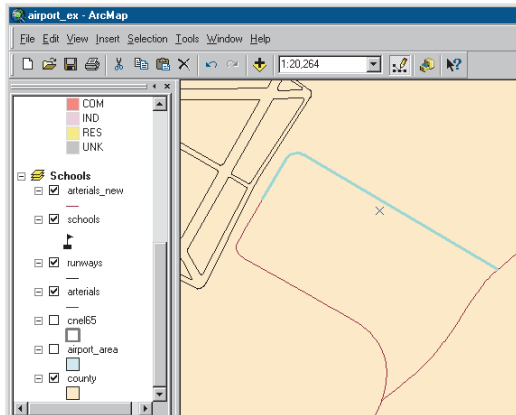 airport_ex - ArcMap
File Edit View Insert Selection Tools Window Help
1:20,264
COM
IND
RES
UNK
Schools
arterials_new
schools
runways
arterials
cnel65
airport_area
county